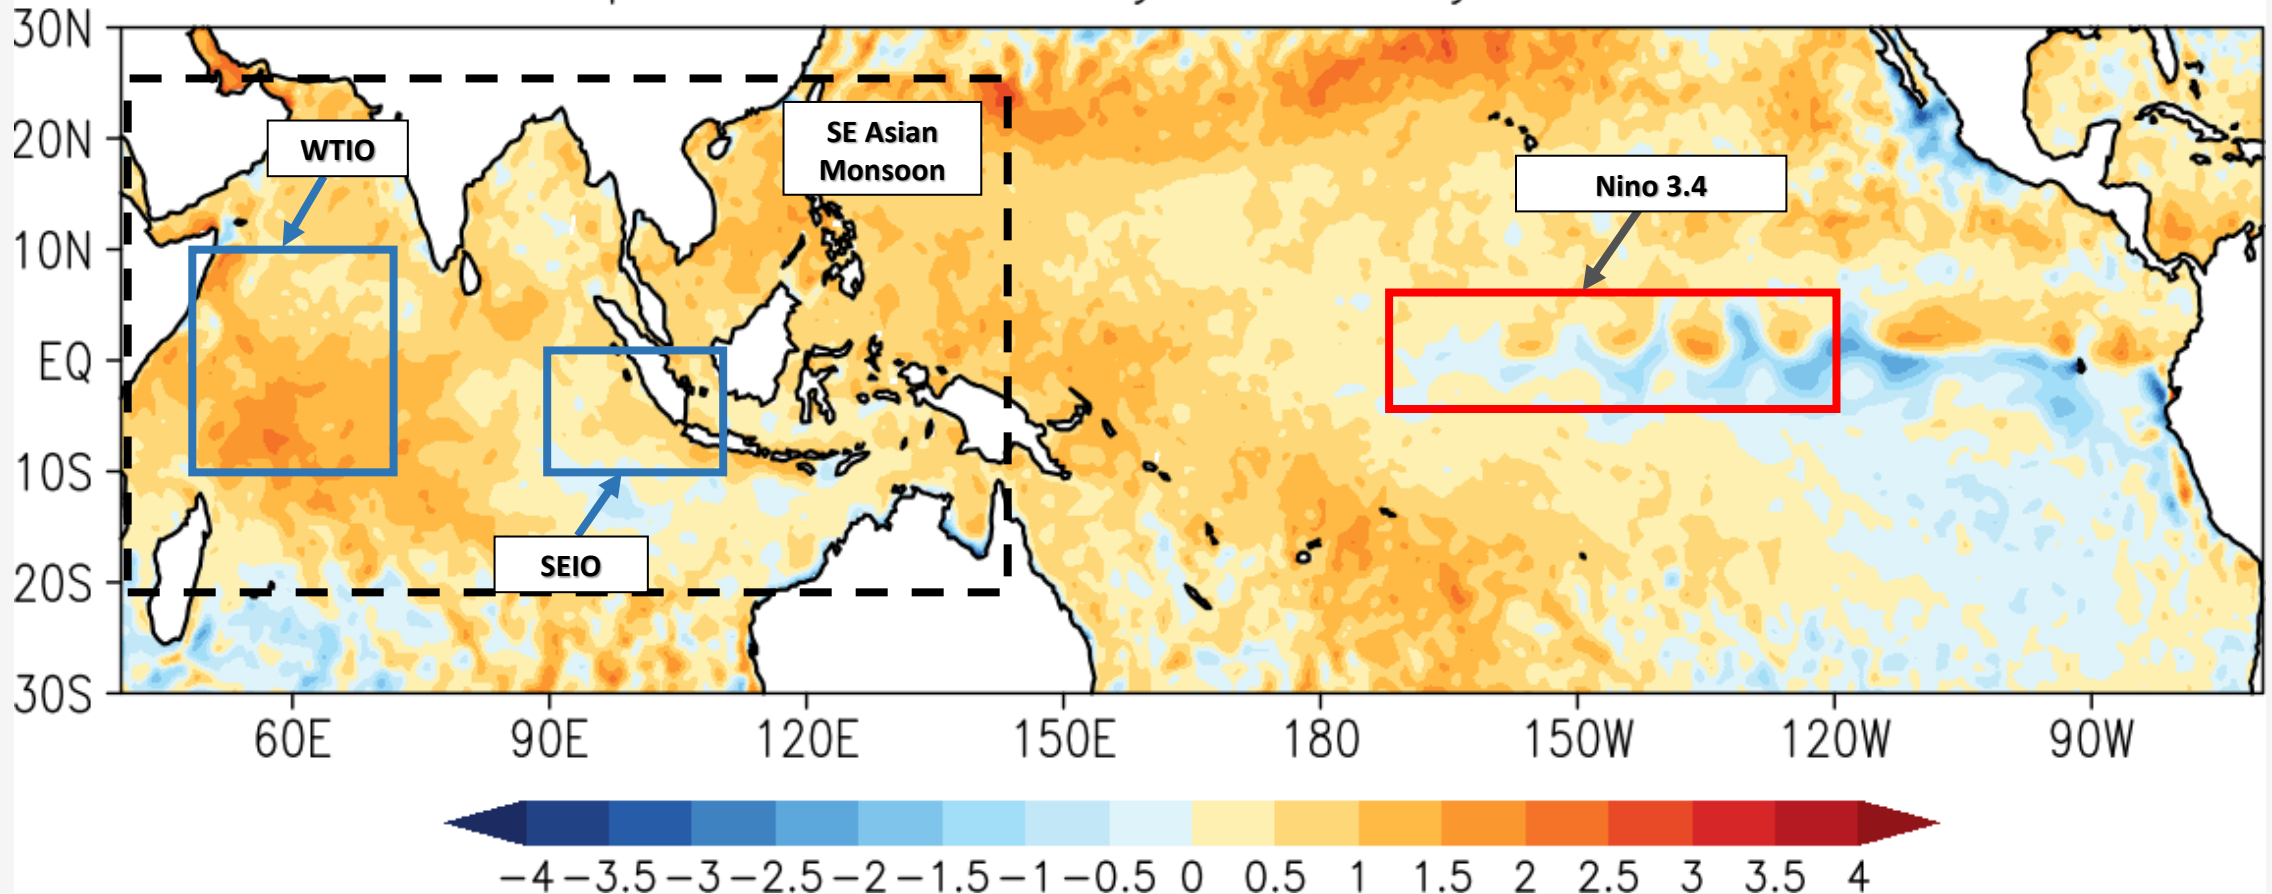 30N
20N
10N
EQ
10S
20S
30S
WTIO
SE Asian
Monsoon
Nino 3.4
SEIO
60E 90E 120E 150E 180 150W 120W 90W
−4 −3.5 −3 −2.5 −2 −1.5 −1 −0.5 0 0.5 1 1.5 2 2.5 3 3.5 4